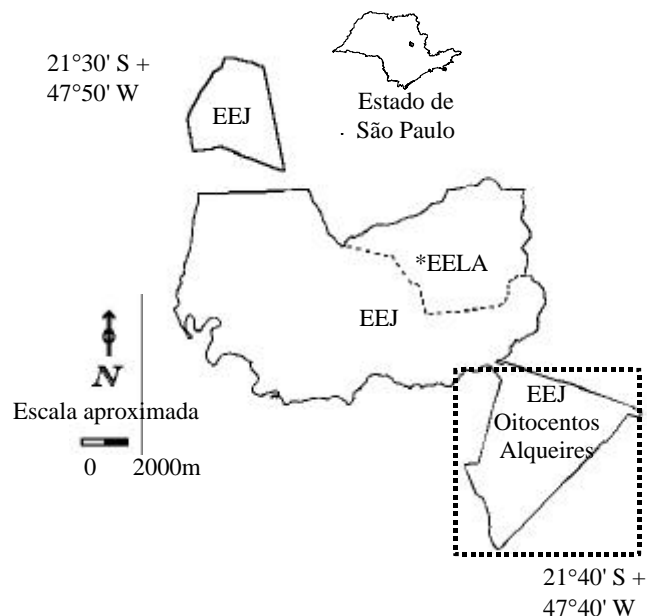 21°30' S +
47°50' W
Estado de
São Paulo
EEJ
*EELA
EEJ
N
Escala aproximada
0 2000m
EEJ
Oitocentos
Alqueires
21°40' S +
47°40' W